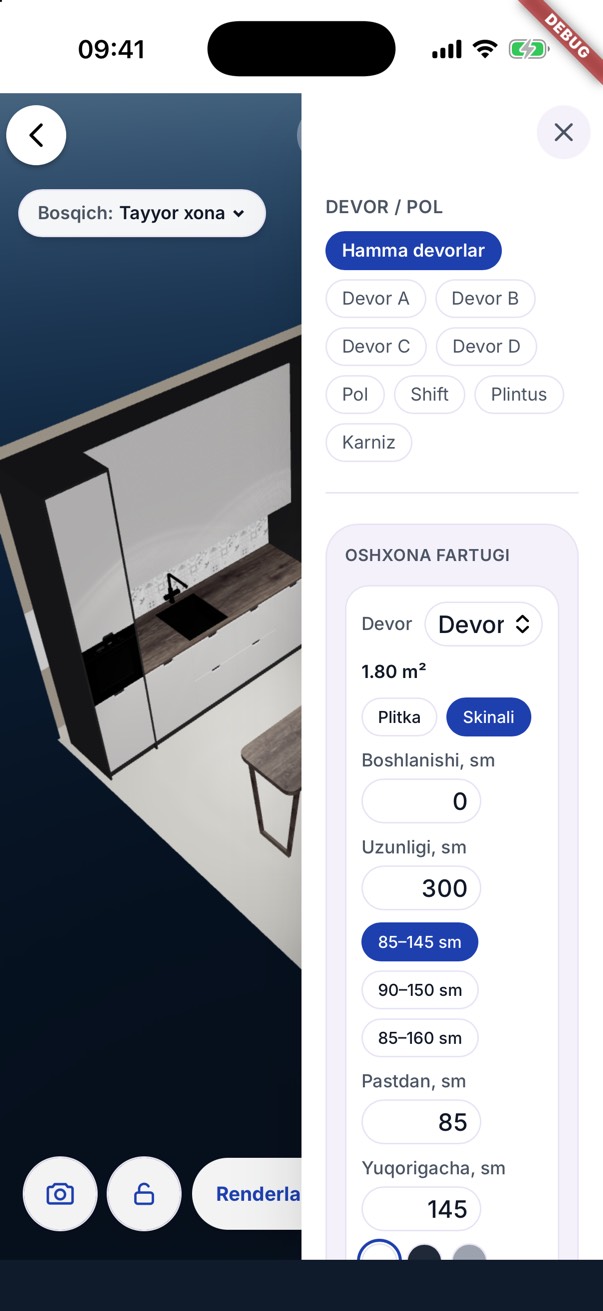 09:41
DEBUG
Bosqich: Tayyor xona
DEVOR / POL
Hamma devorlar
Devor A
Devor B
Devor C
Devor D
Pol
Shift
Plintus
Karniz
OSHXONA FARTUGI
Devor
Devor
1.80 m²
Plitka
Skinali
Boshlanishi, sm
0
Uzunligi, sm
300
85–145 sm
90–150 sm
85–160 sm
Pastdan, sm
85
Yuqorigacha, sm
145
Renderla